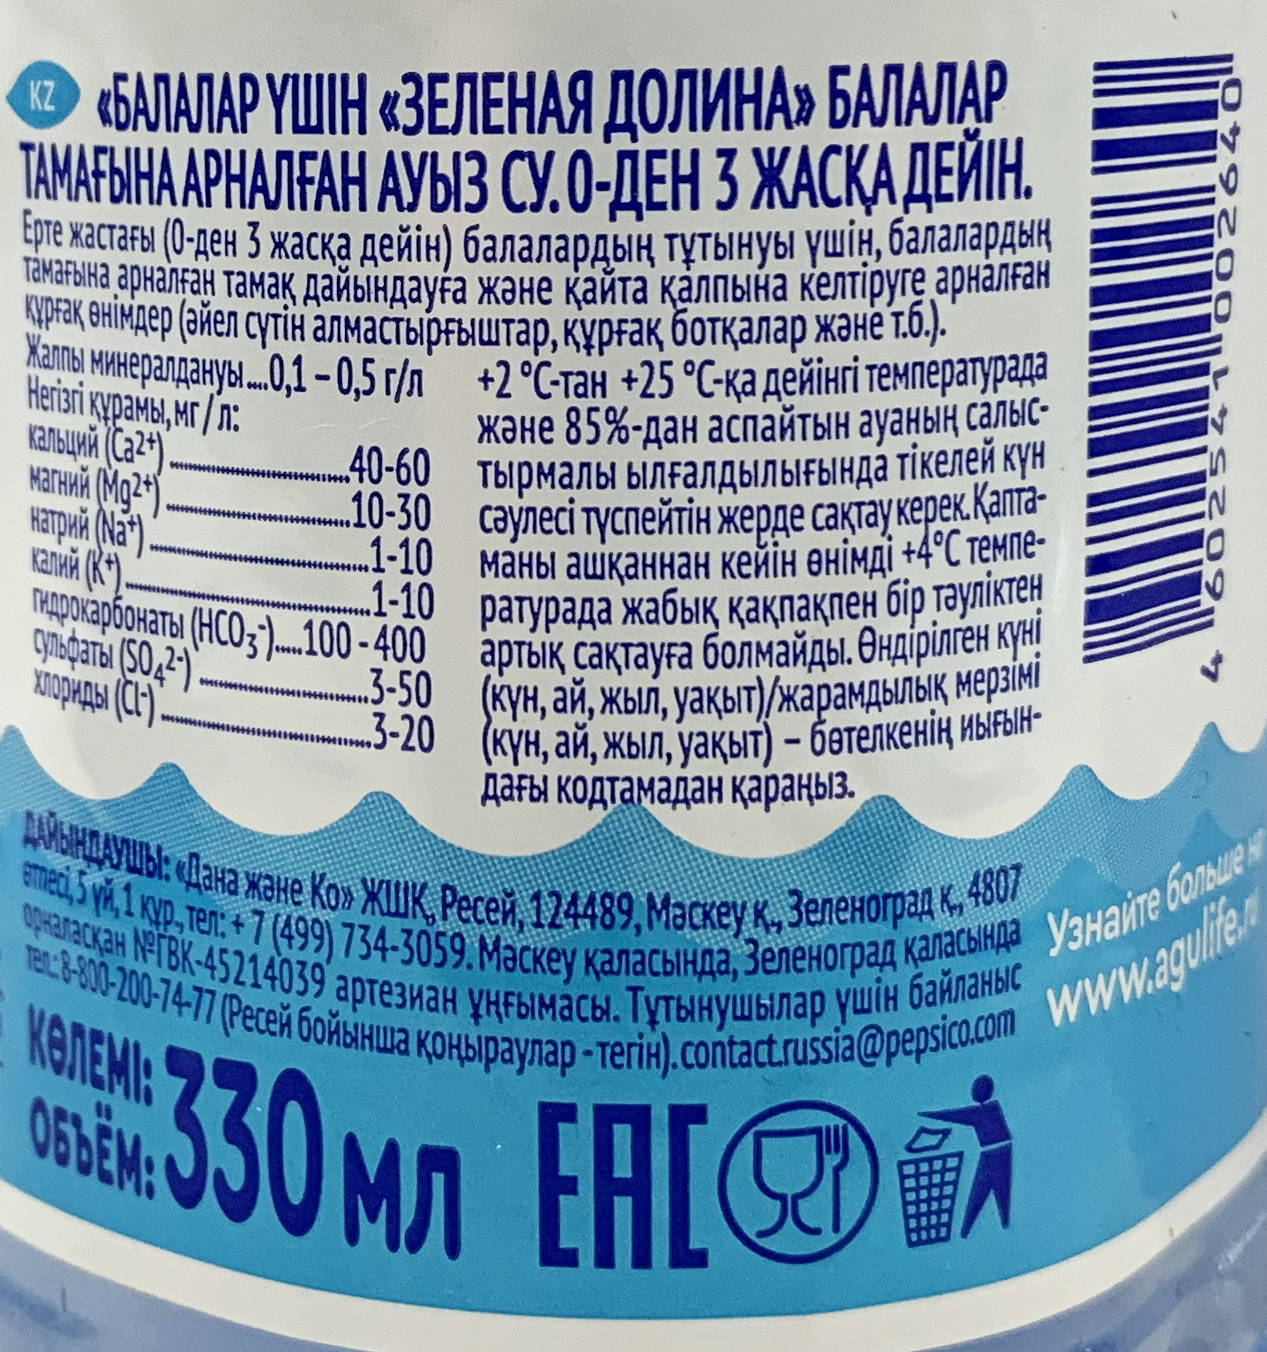 KZ «БАЛАЛАР ҮШІН «ЗЕЛЕНАЯ ДОЛИНА» БАЛАЛАР
ТАМАҒЫНА АРНАЛҒАН АУЫЗ СУ. 0-ДЕН 3 ЖАСҚА ДЕЙІН.
Ерте жастағы (0-ден 3 жасқа дейін) балалардың тұтынуы үшін, балалардың
тамағына арналған тамақ дайындауға және қайта қалпына келтіруге арналған
құрғақ өнімдер (әйел сүтін алмастырғыштар, құрғақ ботқалар және т.б.).
Жалпы минералдануы....0,1 – 0,5 г/л
Негізгі құрамы, мг/л:
кальций (Ca2+)....40-60
магний (Mg2+)....10-30
натрий (Na+)....1-10
калий (K+)....1-10
гидрокарбонаты (HCO3-)....100 - 400
сульфаты (SO42-)....3-50
хлориды (Cl-)....3-20
+2 °С-тан +25 °С-қа дейінгі температурада
және 85%-дан аспайтын ауаның салыс-
тырмалы ылғалдылығында тікелей күн
сәулесі түспейтін жерде сақтау керек. Қапта-
маны ашқаннан кейін өнімді +4°С темпе-
ратурада жабық қақпақпен бір тәуліктен
артық сақтауға болмайды. Өндірілген күні
(күн, ай, жыл, уақыт)/жарамдылық мерзімі
(күн, ай, жыл, уақыт) – бөтелкенің иығын-
дағы кодтамадан қараңыз.
4 602541 002640
ДАЙЫНДАУШЫ: «Дана және Ко» ЖШҚ, Ресей, 124489, Мәскеу қ., Зеленоград қ., 4807
өтпесі, 5 үй, 1 құр., тел: + 7 (499) 734-3059. Мәскеу қаласында, Зеленоград қаласында
орналасқан №ГВК-45214039 артезиан ұңғымасы. Тұтынушылар үшін байланыс
тел.: 8-800-200-74-77 (Ресей бойынша қоңыраулар - тегін). contact.russia@pepsico.com
Узнайте больше
www.agulife.r
КӨЛЕМІ:
ОБЪЁМ: 330 мл
EAC